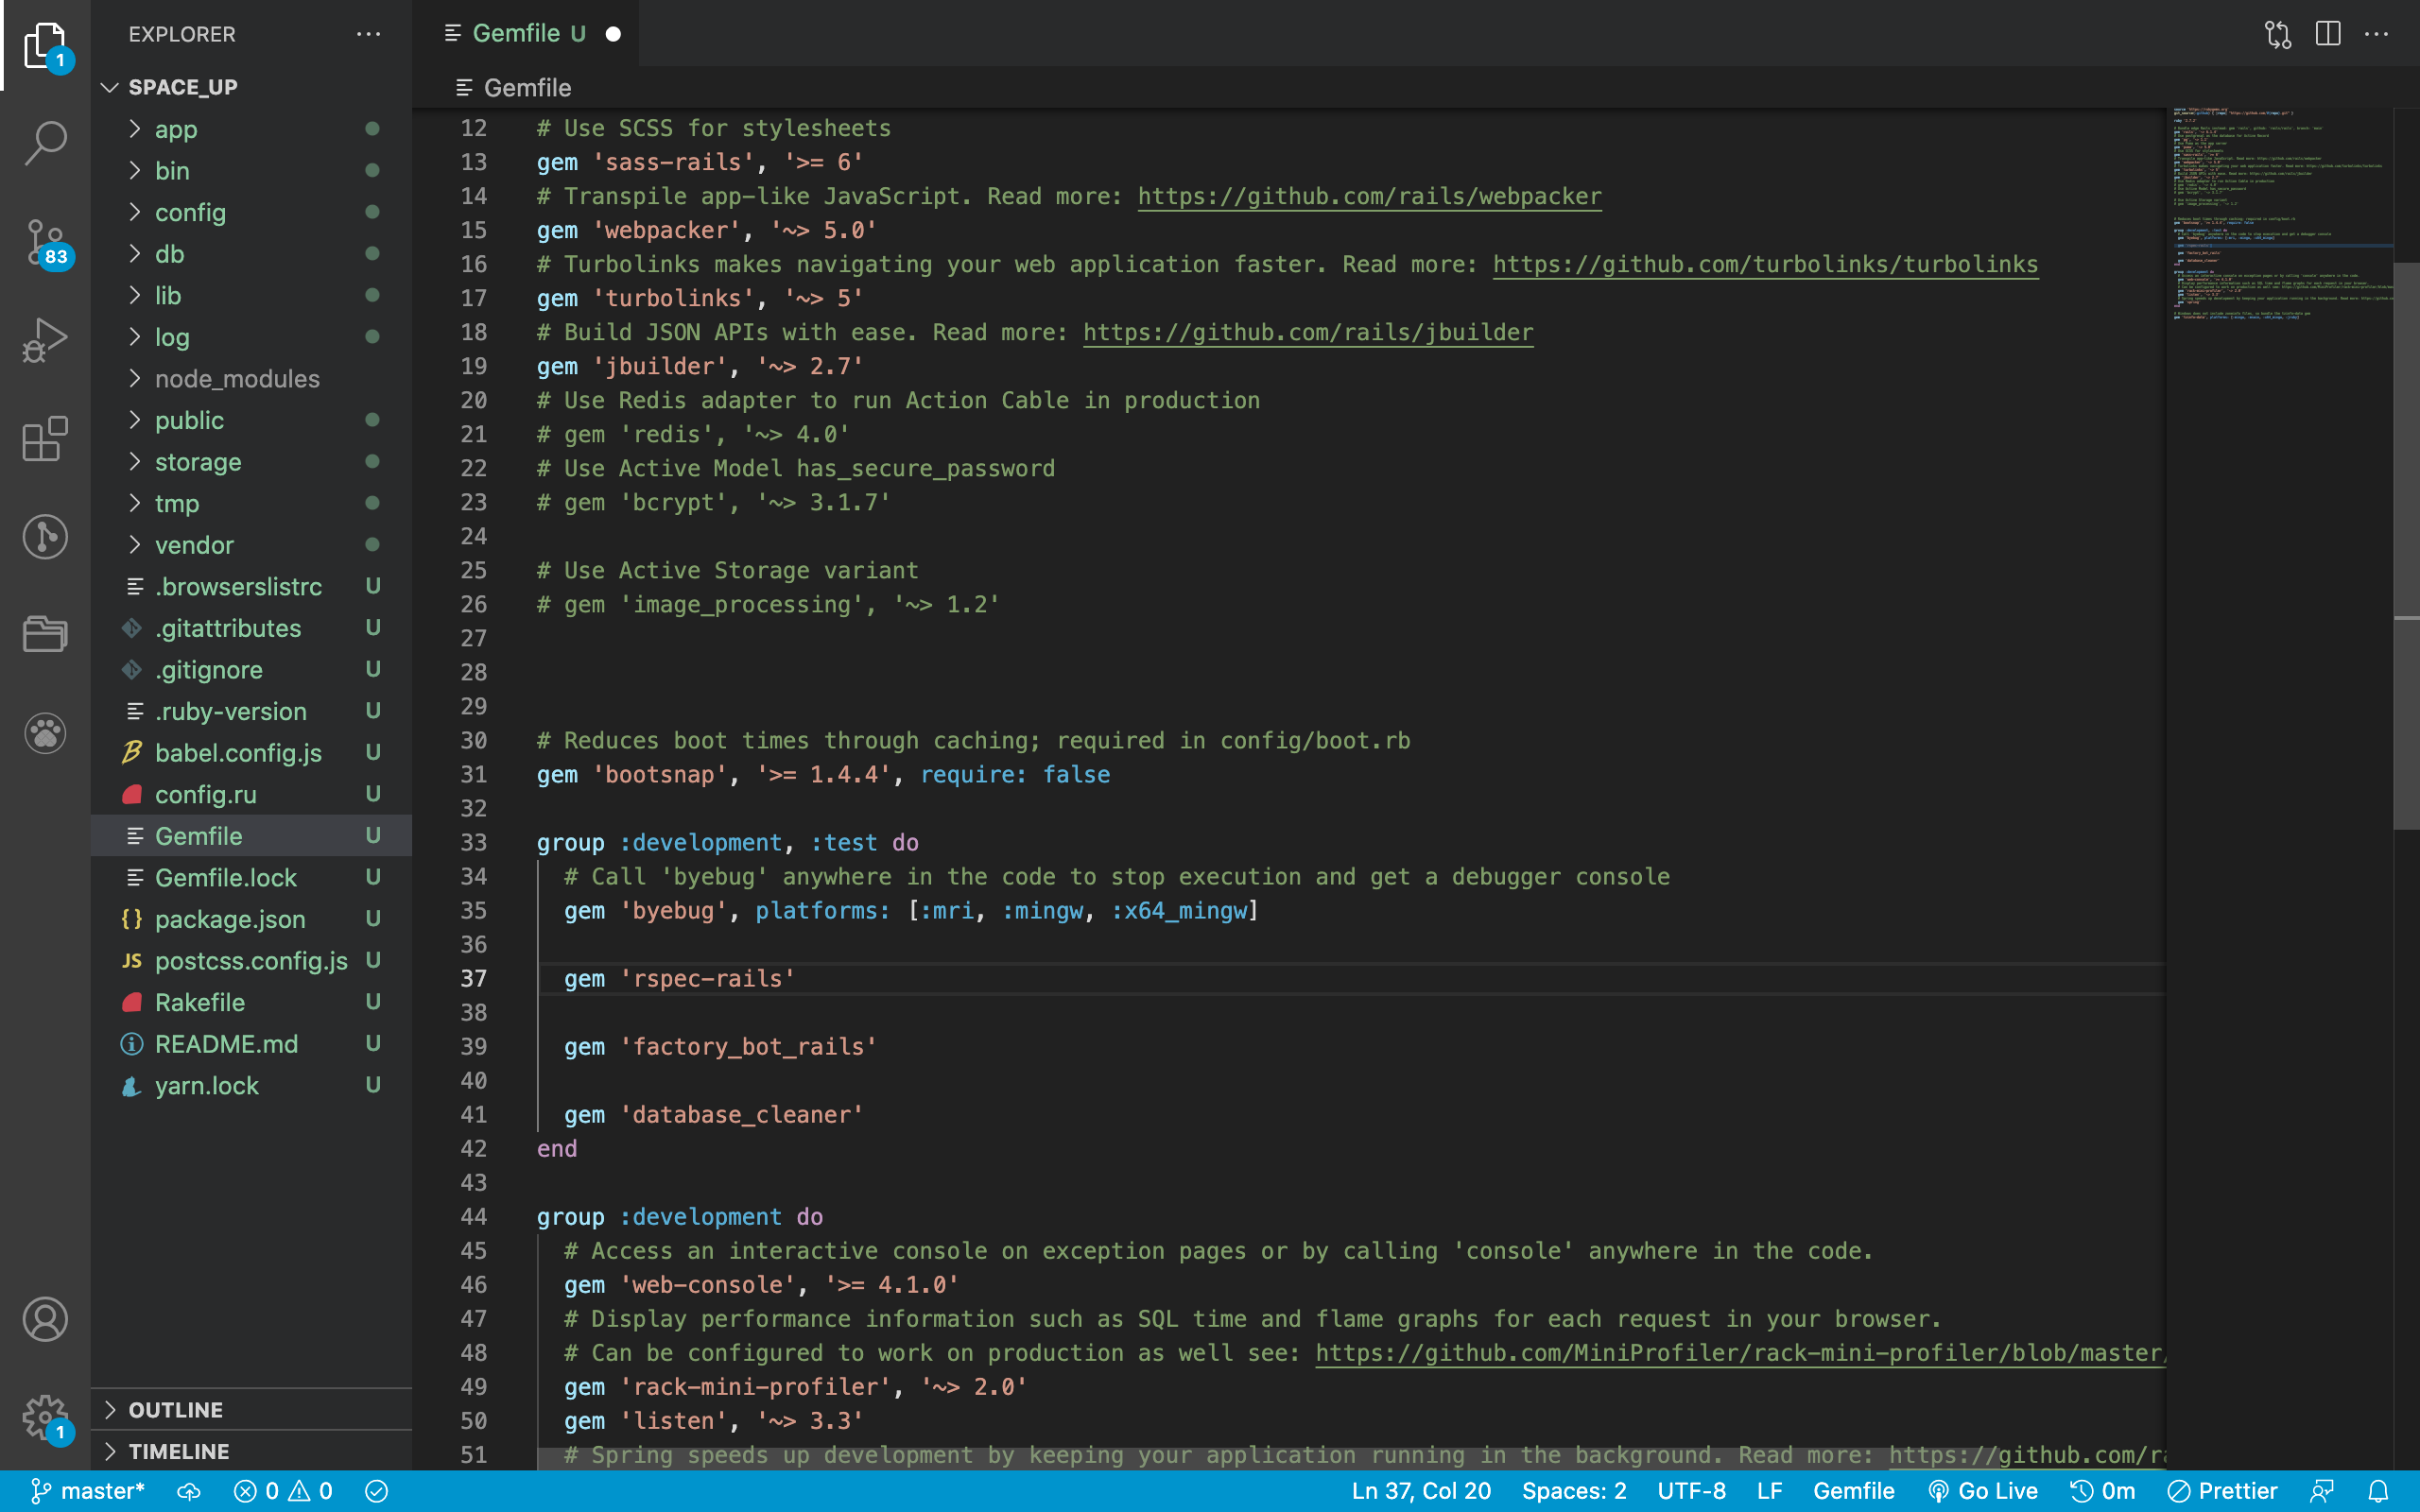 EXPLORER
SPACE_UP
app
bin
config
db
lib
log
node_modules
public
storage
tmp
vendor
.browserslistrc U
.gitattributes U
.gitignore U
.ruby-version U
babel.config.js U
config.ru U
Gemfile U
Gemfile.lock U
{} package.json U
JS postcss.config.js U
Rakefile U
README.md U
yarn.lock U
OUTLINE
TIMELINE
1
83
1
Gemfile U
Gemfile
12 # Use SCSS for stylesheets
13 gem 'sass-rails', '>= 6'
14 # Transpile app-like JavaScript. Read more: https://github.com/rails/webpacker
15 gem 'webpacker', '~> 5.0'
16 # Turbolinks makes navigating your web application faster. Read more: https://github.com/turbolinks/turbolinks
17 gem 'turbolinks', '~> 5'
18 # Build JSON APIs with ease. Read more: https://github.com/rails/jbuilder
19 gem 'jbuilder', '~> 2.7'
20 # Use Redis adapter to run Action Cable in production
21 # gem 'redis', '~> 4.0'
22 # Use Active Model has_secure_password
23 # gem 'bcrypt', '~> 3.1.7'
24
25 # Use Active Storage variant
26 # gem 'image_processing', '~> 1.2'
27
28
29
30 # Reduces boot times through caching; required in config/boot.rb
31 gem 'bootsnap', '>= 1.4.4', require: false
32
33 group :development, :test do
34 # Call 'byebug' anywhere in the code to stop execution and get a debugger console
35 gem 'byebug', platforms: [:mri, :mingw, :x64_mingw]
36
37 gem 'rspec-rails'
38
39 gem 'factory_bot_rails'
40
41 gem 'database_cleaner'
42 end
43
44 group :development do
45 # Access an interactive console on exception pages or by calling 'console' anywhere in the code.
46 gem 'web-console', '>= 4.1.0'
47 # Display performance information such as SQL time and flame graphs for each request in your browser.
48 # Can be configured to work on production as well see: https://github.com/MiniProfiler/rack-mini-profiler/blob/master/
49 gem 'rack-mini-profiler', '~> 2.0'
50 gem 'listen', '~> 3.3'
51 # Spring speeds up development by keeping your application running in the background. Read more: https://github.com/ra
master* 0 0 Ln 37, Col 20 Spaces: 2 UTF-8 LF Gemfile Go Live 0m Prettier